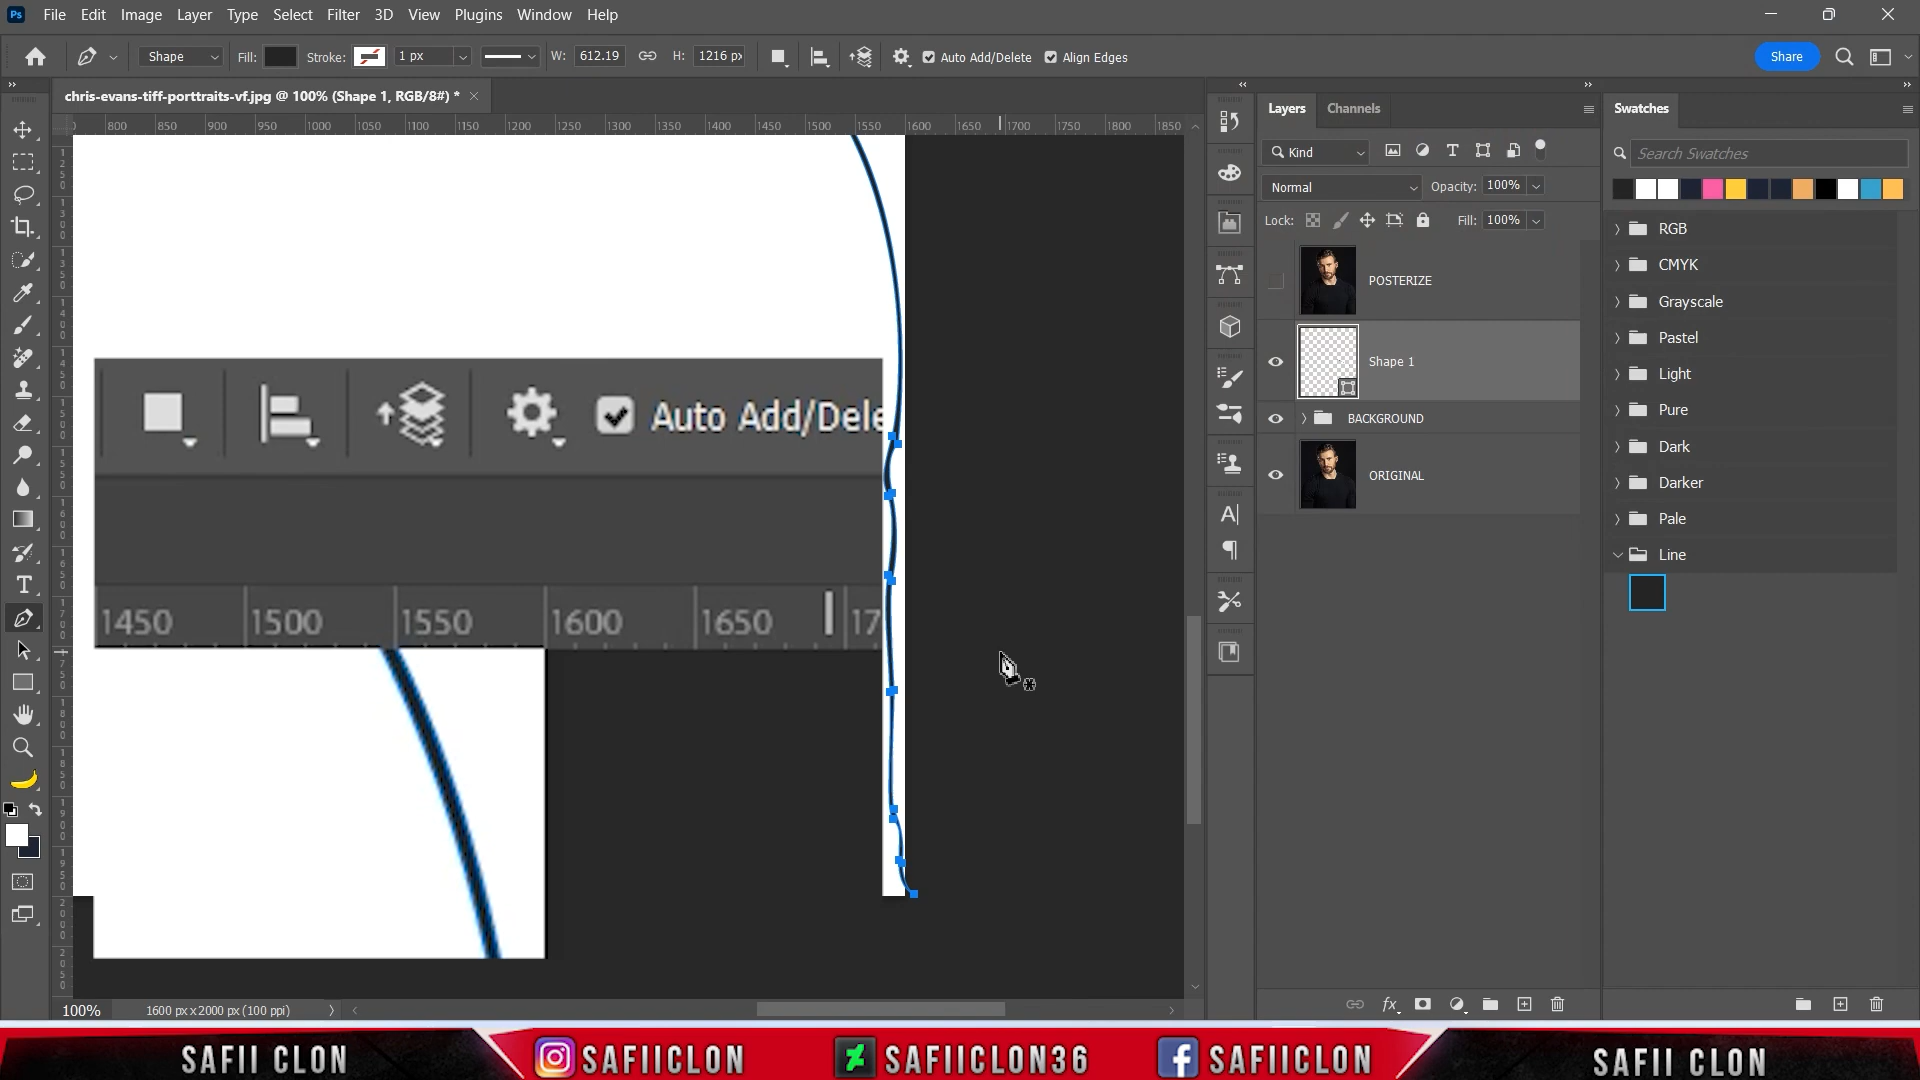 Ps File Edit Image Layer Type Select Filter 3D View Plugins Window Help
Shape Fill: Stroke: 1 px W: 612.19 H: 1216 px Auto Add/Delete Align Edges Share
chris-evans-tiff-porttraits-vf.jpg @ 100% (Shape 1, RGB/8#) *
800 850 900 950 1000 1050 1100 1150 1200 1250 1300 1350 1400 1450 1500 1550 1600 1650 1700 1750 1800 1850
Layers Channels
Kind
Normal Opacity: 100%
Lock: Fill: 100%
POSTERIZE
Shape 1
BACKGROUND
ORIGINAL
Swatches
Search Swatches
RGB
CMYK
Grayscale
Pastel
Light
Pure
Dark
Darker
Pale
Line
Auto Add/Dele
1450 1500 1550 1600 1650 17
100% 1600 px x 2000 px (100 ppi)
SAFII CLON SAFIICLON SAFIICLON36 SAFIICLON SAFII CLON